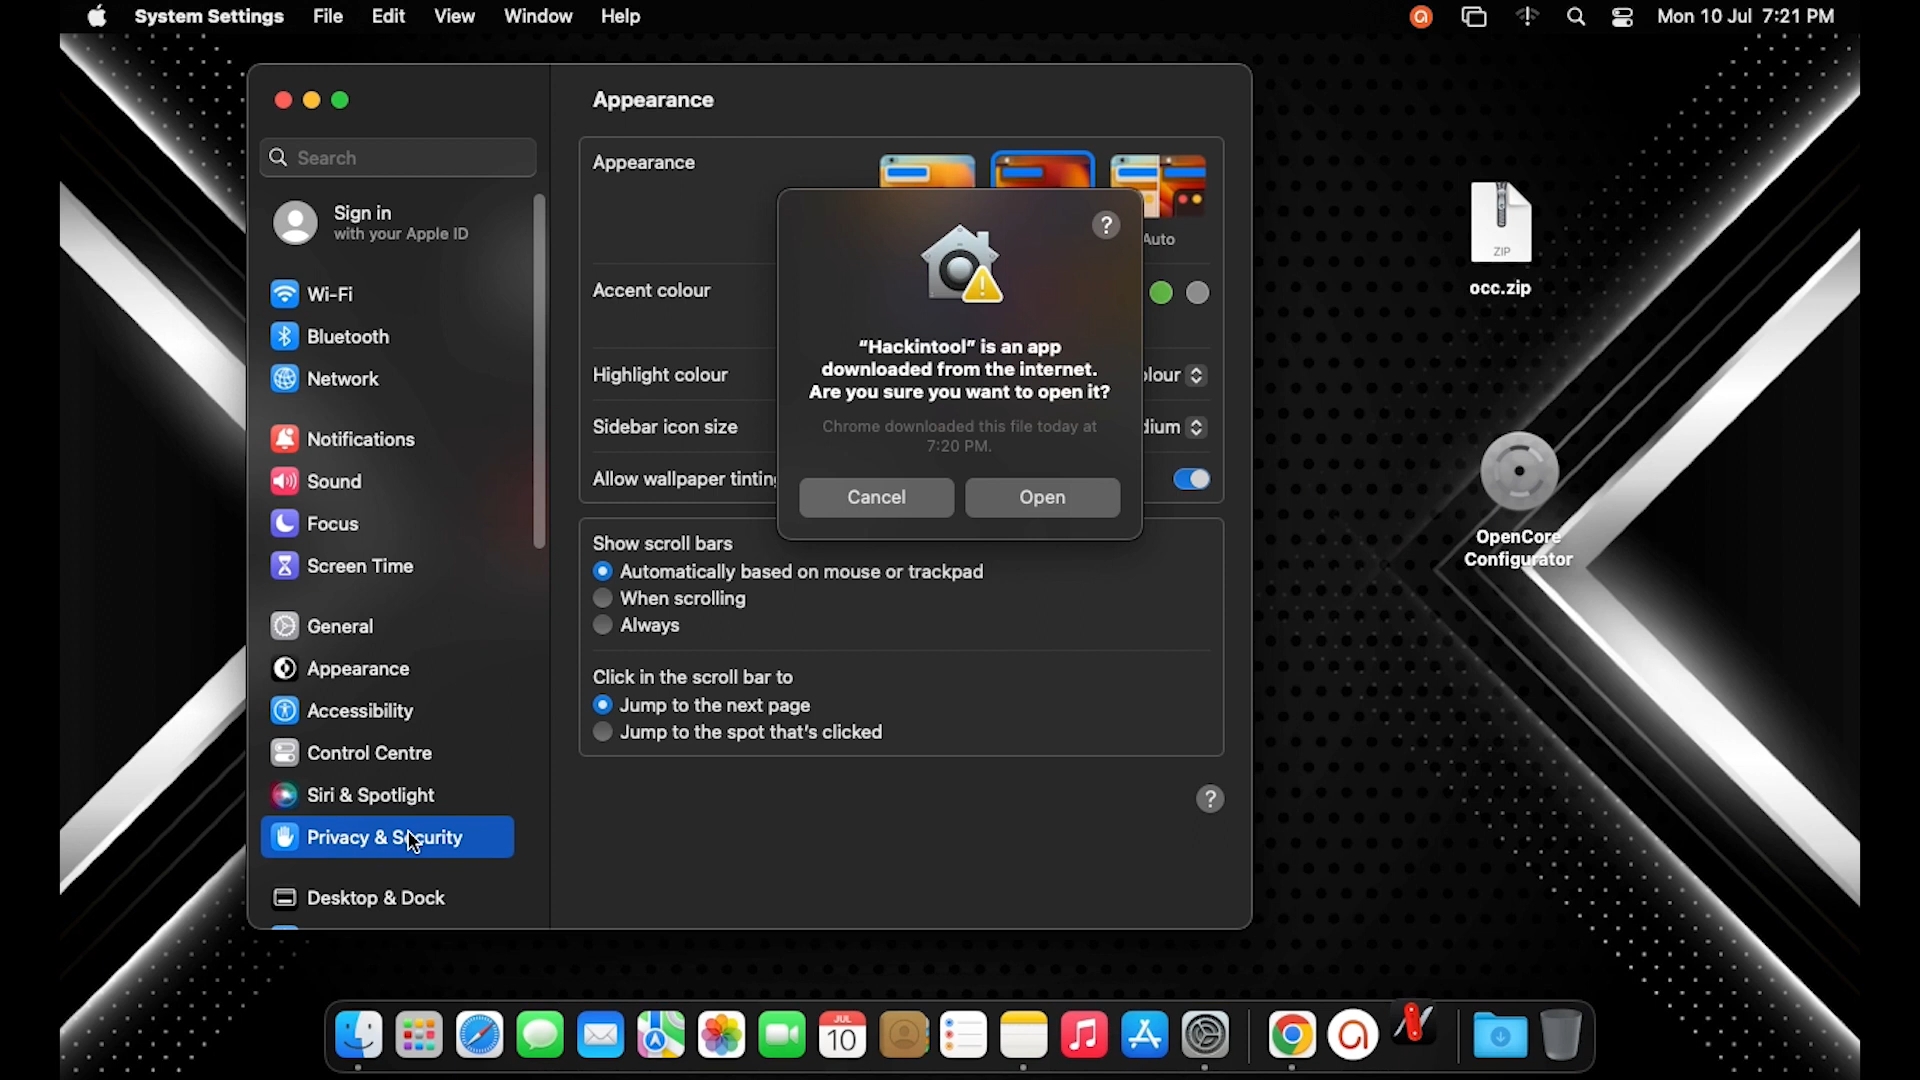 System Settings File Edit View Window Help
Mon 10 Jul 7:21 PM
Search
Sign in
with your Apple ID
Wi-Fi
Bluetooth
Network
Notifications
Sound
Focus
Screen Time
General
Appearance
Accessibility
Control Centre
Siri & Spotlight
Privacy & Security
Desktop & Dock
Appearance
Appearance
Auto
Accent colour
Highlight colour
olour
Sidebar icon size
dium
Allow wallpaper tinting
Show scroll bars
Automatically based on mouse or trackpad
When scrolling
Always
Click in the scroll bar to
Jump to the next page
Jump to the spot that's clicked
?
?
“Hackintool” is an app
downloaded from the internet.
Are you sure you want to open it?
Chrome downloaded this file today at
7:20 PM.
Cancel
Open
ZIP
occ.zip
OpenCore
Configurator
JUL
10